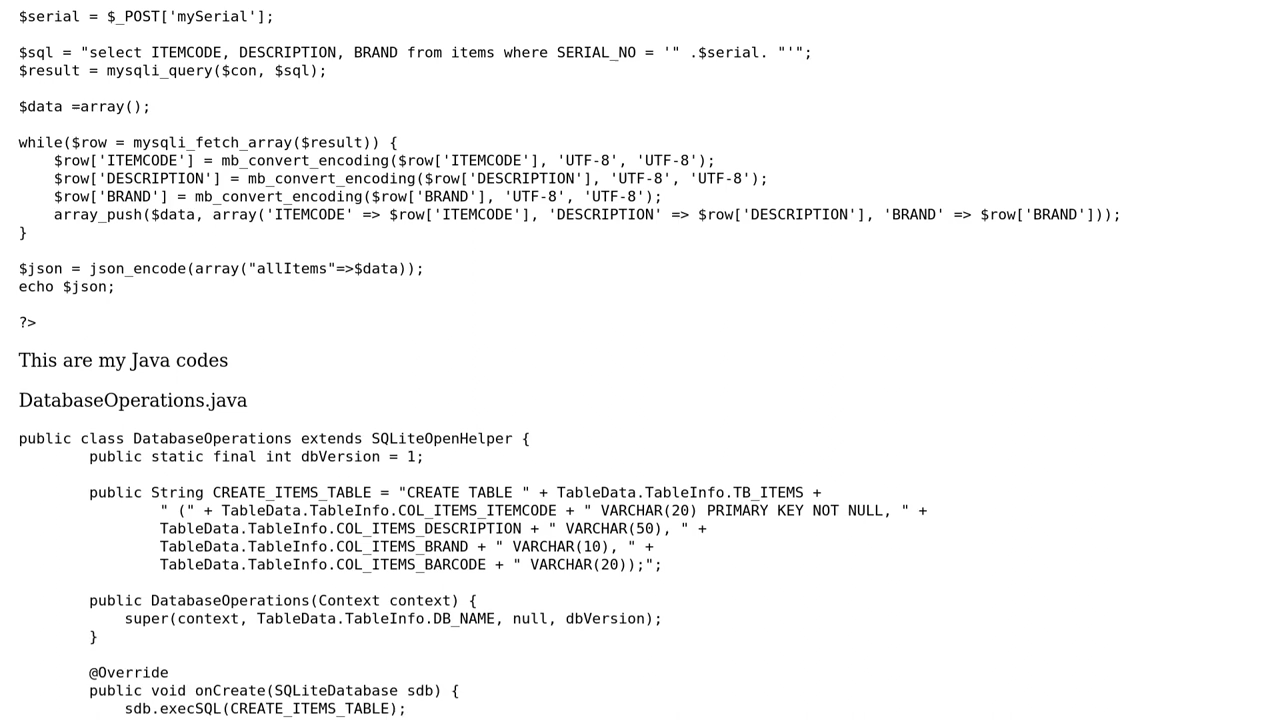 $serial = $_POST['mySerial'];
$sql = "select ITEMCODE, DESCRIPTION, BRAND from items where SERIAL_NO = '" .$serial. "'";
$result = mysqli_query($con, $sql);
$data =array();
while($row = mysqli_fetch_array($result)) {
    $row['ITEMCODE'] = mb_convert_encoding($row['ITEMCODE'], 'UTF-8', 'UTF-8');
    $row['DESCRIPTION'] = mb_convert_encoding($row['DESCRIPTION'], 'UTF-8', 'UTF-8');
    $row['BRAND'] = mb_convert_encoding($row['BRAND'], 'UTF-8', 'UTF-8');
    array_push($data, array('ITEMCODE' => $row['ITEMCODE'], 'DESCRIPTION' => $row['DESCRIPTION'], 'BRAND' => $row['BRAND']));
}
$json = json_encode(array("allItems"=>$data));
echo $json;
?>
This are my Java codes
DatabaseOperations.java
public class DatabaseOperations extends SQLiteOpenHelper {
        public static final int dbVersion = 1;
        public String CREATE_ITEMS_TABLE = "CREATE TABLE " + TableData.TableInfo.TB_ITEMS +
                " (" + TableData.TableInfo.COL_ITEMS_ITEMCODE + " VARCHAR(20) PRIMARY KEY NOT NULL, " +
                TableData.TableInfo.COL_ITEMS_DESCRIPTION + " VARCHAR(50), " +
                TableData.TableInfo.COL_ITEMS_BRAND + " VARCHAR(10), " +
                TableData.TableInfo.COL_ITEMS_BARCODE + " VARCHAR(20));";
        public DatabaseOperations(Context context) {
            super(context, TableData.TableInfo.DB_NAME, null, dbVersion);
        }
        @Override
        public void onCreate(SQLiteDatabase sdb) {
            sdb.execSQL(CREATE_ITEMS_TABLE);